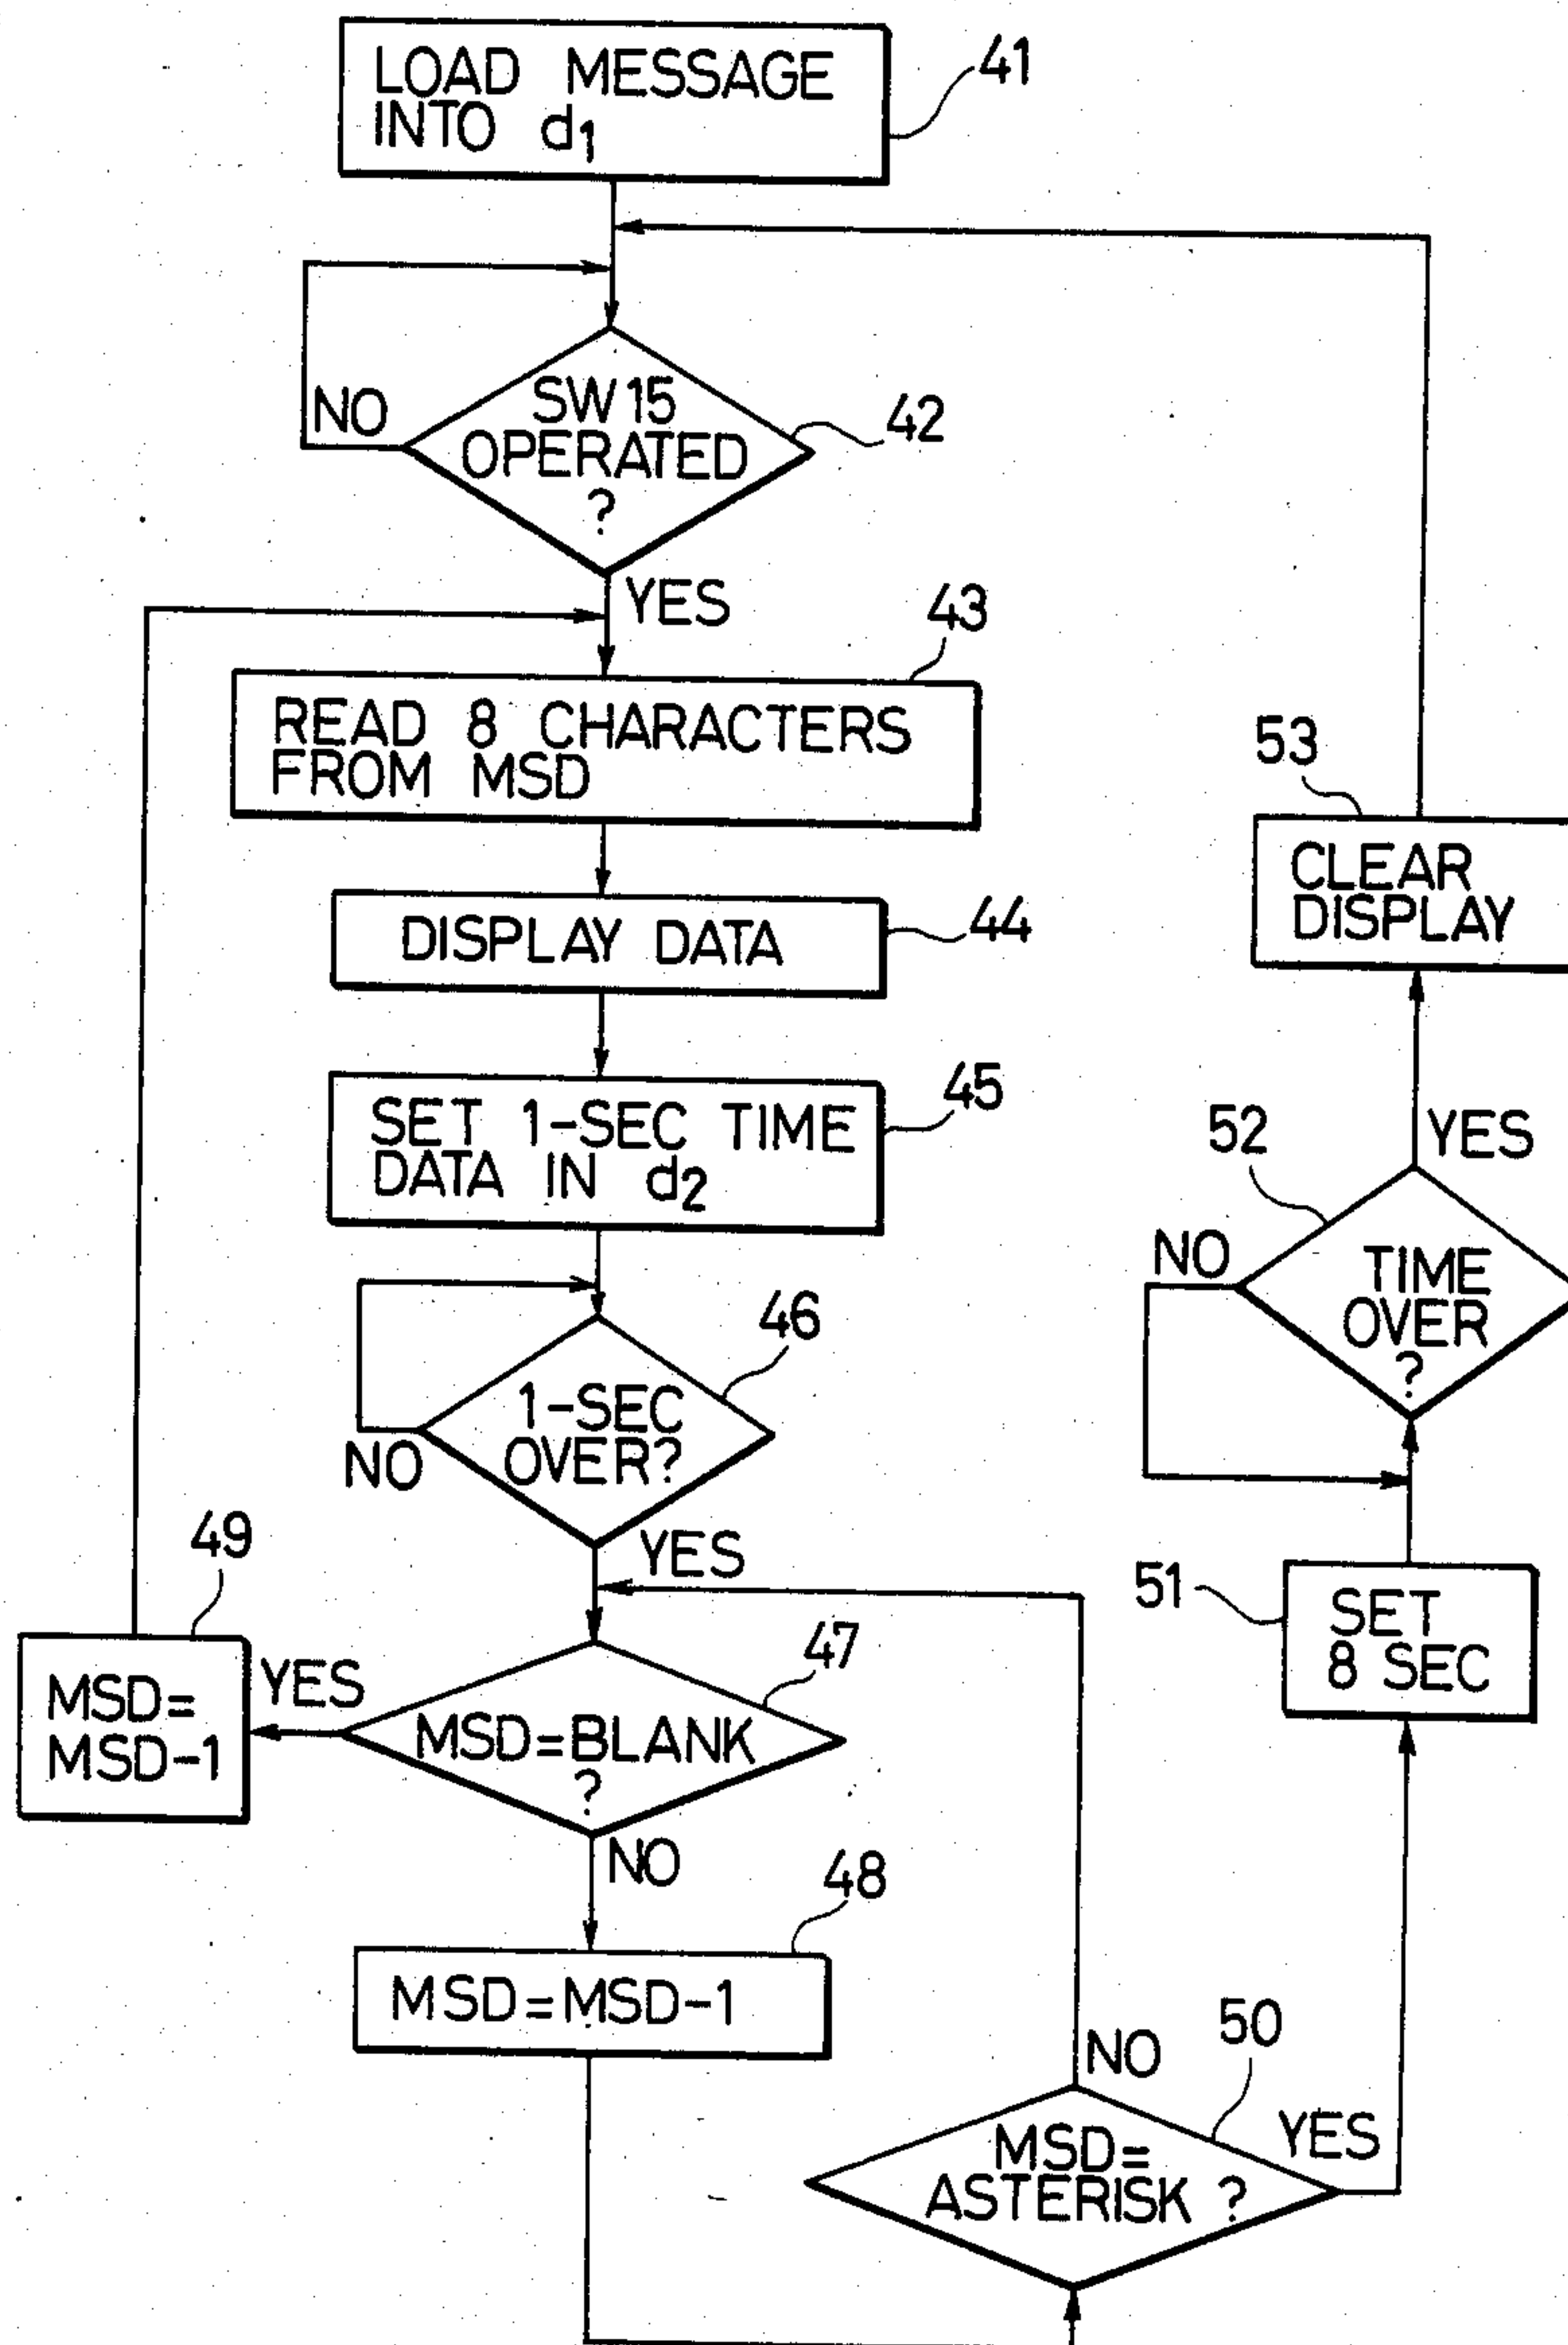 LOAD MESSAGE
INTO d1
41
NO
SW 15
OPERATED
?
42
YES
43
READ 8 CHARACTERS
FROM MSD
DISPLAY DATA
44
SET 1-SEC TIME
DATA IN d2
45
46
1-SEC
OVER?
NO
YES
49
MSD=
MSD-1
YES
47
MSD=BLANK
?
NO
48
MSD=MSD-1
NO
50
MSD=
ASTERISK ?
YES
51
SET
8 SEC
52
NO
TIME
OVER
?
YES
53
CLEAR
DISPLAY